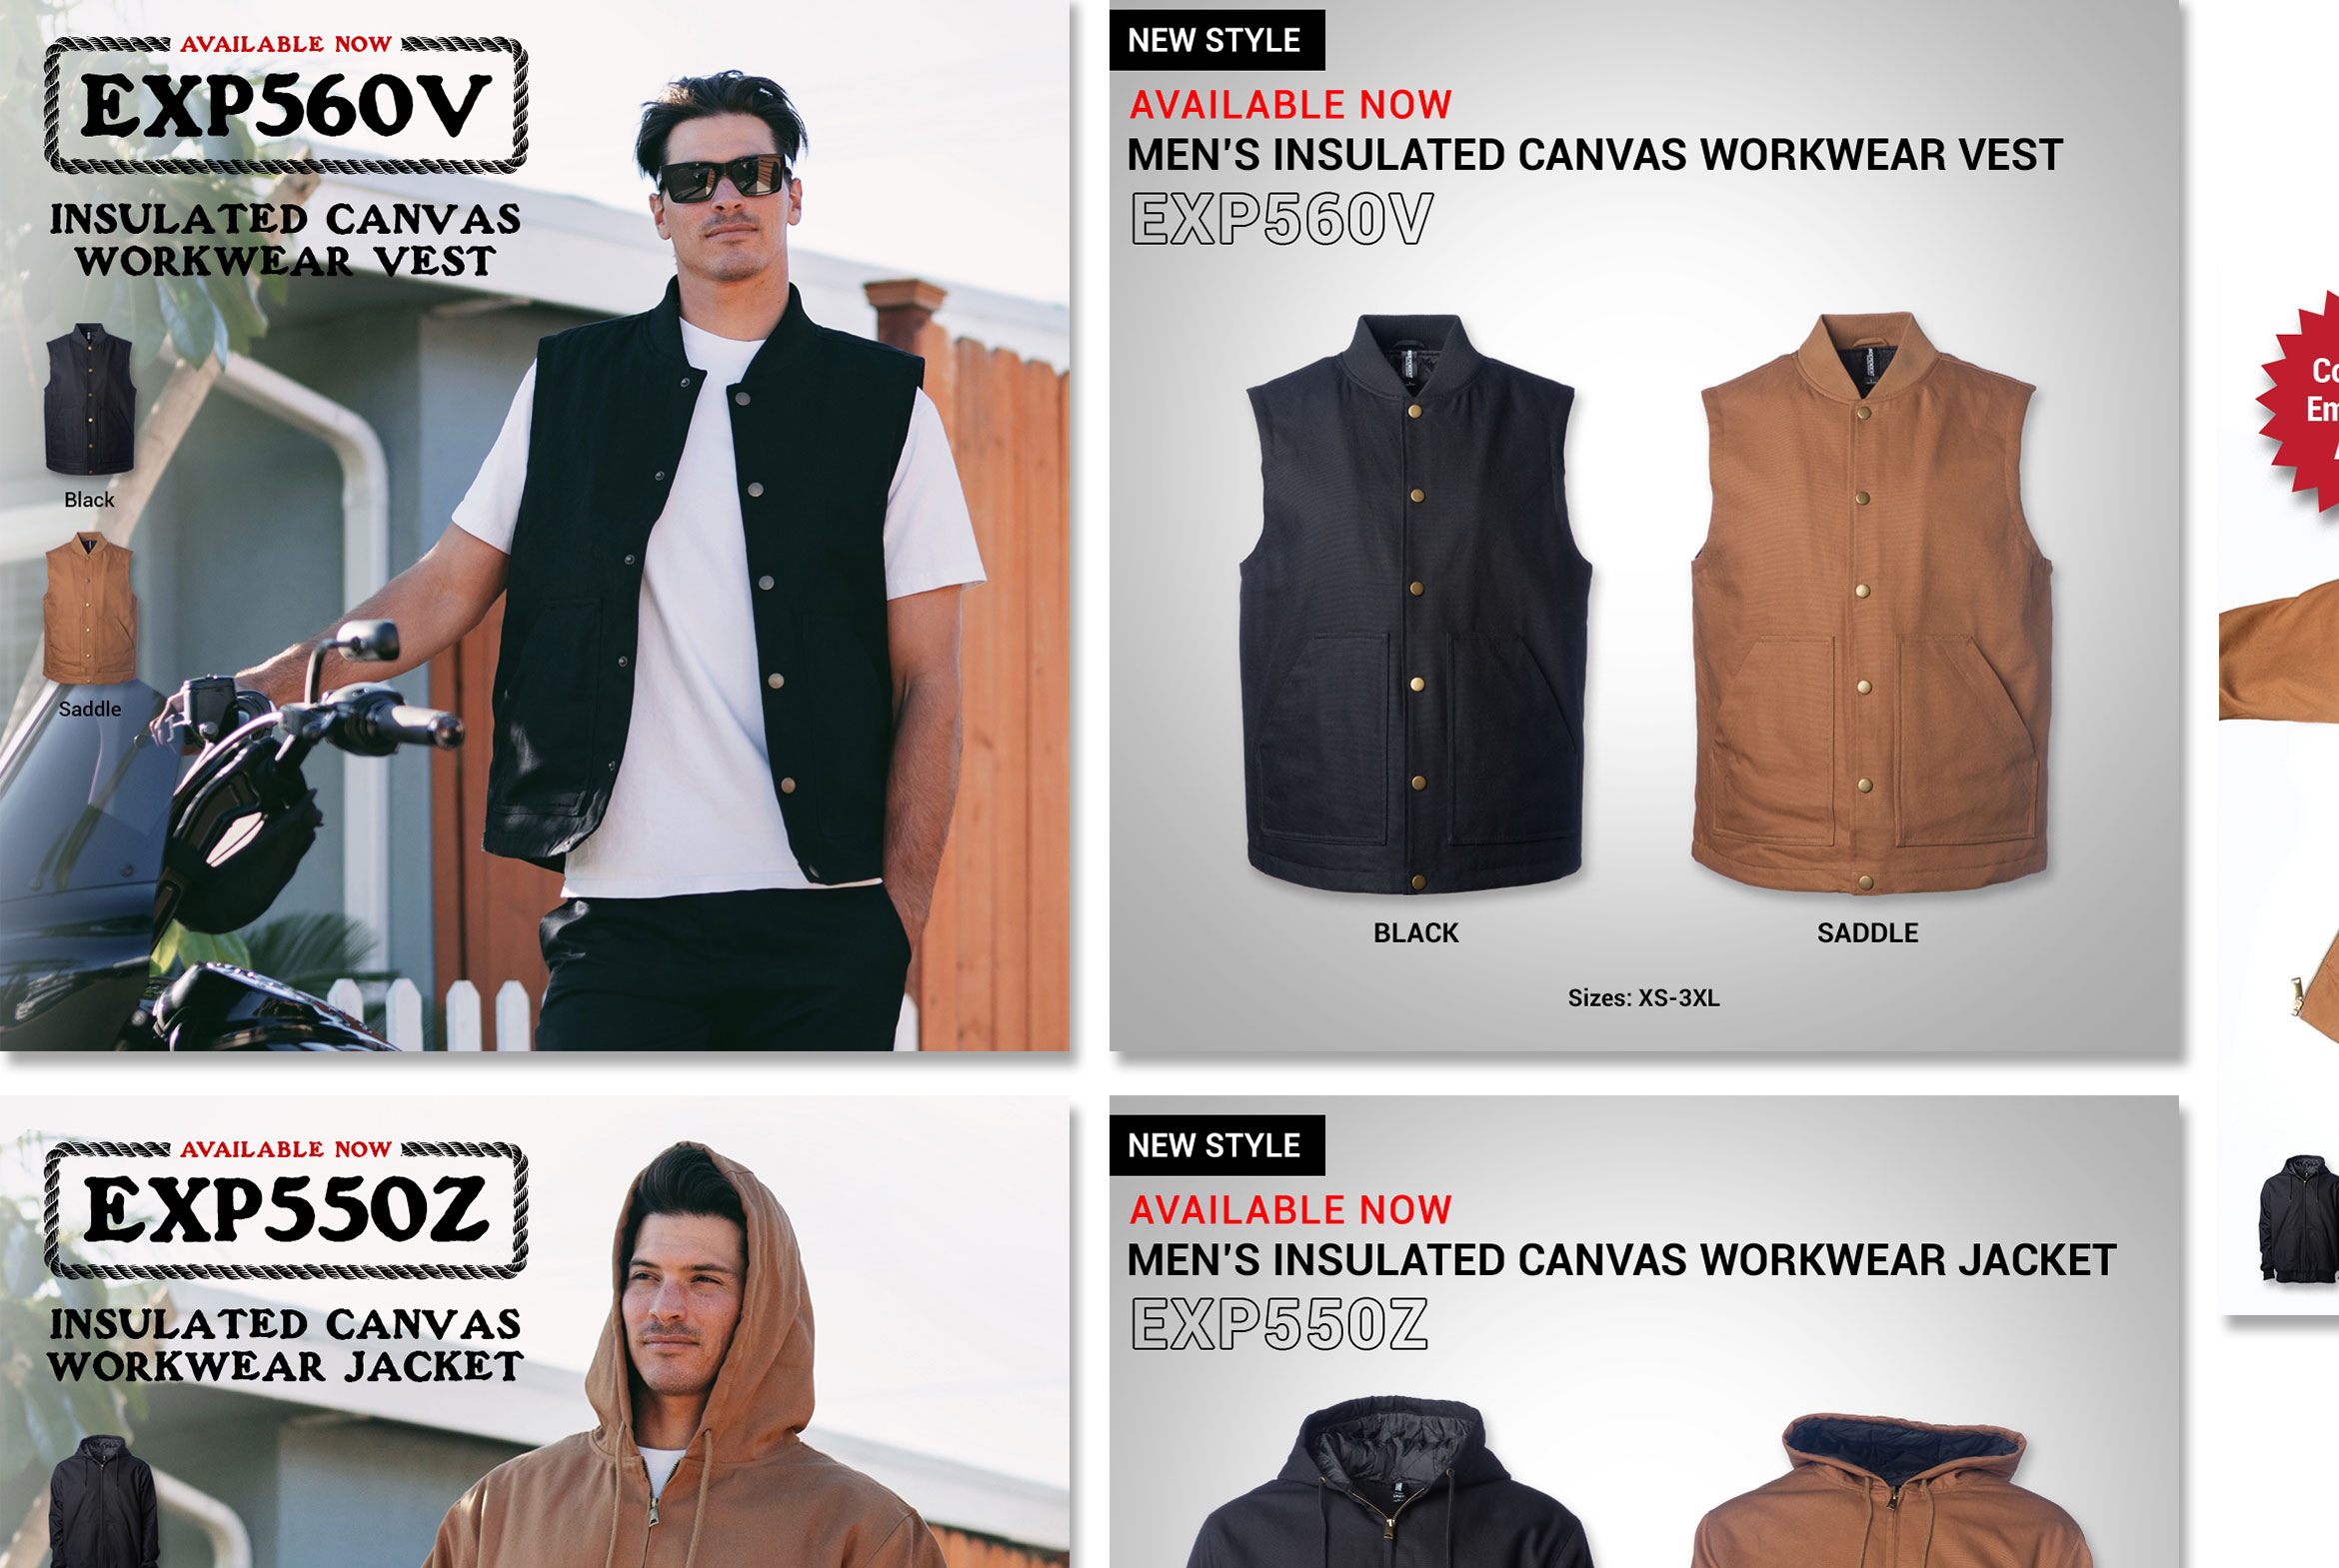 AVAILABLE NOW
EXP560V
INSULATED CANVAS
WORKWEAR VEST
Black
Saddle
NEW STYLE
AVAILABLE NOW
MEN'S INSULATED CANVAS WORKWEAR VEST
EXP560V
BLACK
SADDLE
Sizes: XS-3XL
AVAILABLE NOW
EXP550Z
INSULATED CANVAS
WORKWEAR JACKET
NEW STYLE
AVAILABLE NOW
MEN'S INSULATED CANVAS WORKWEAR JACKET
EXP550Z